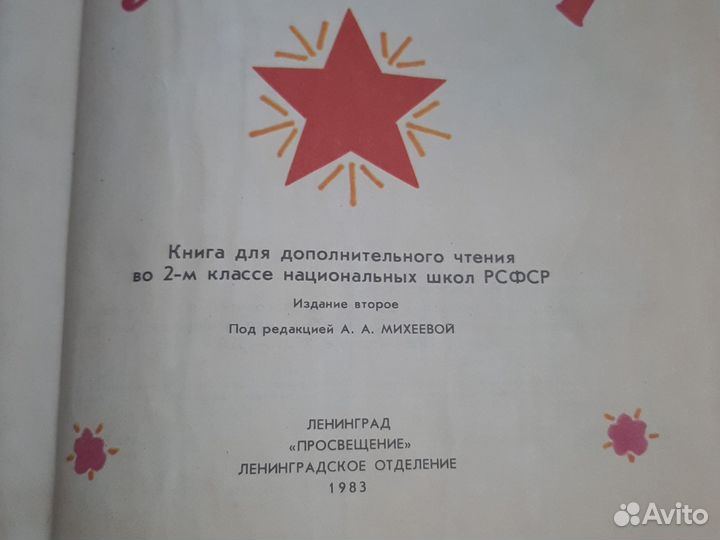 Книга для дополнительного чтения
во 2-м классе национальных школ РСФСР
Издание второе
Под редакцией А. А. МИХЕЕВОЙ
ЛЕНИНГРАД
«ПРОСВЕЩЕНИЕ»
ЛЕНИНГРАДСКОЕ ОТДЕЛЕНИЕ
1983
Avito